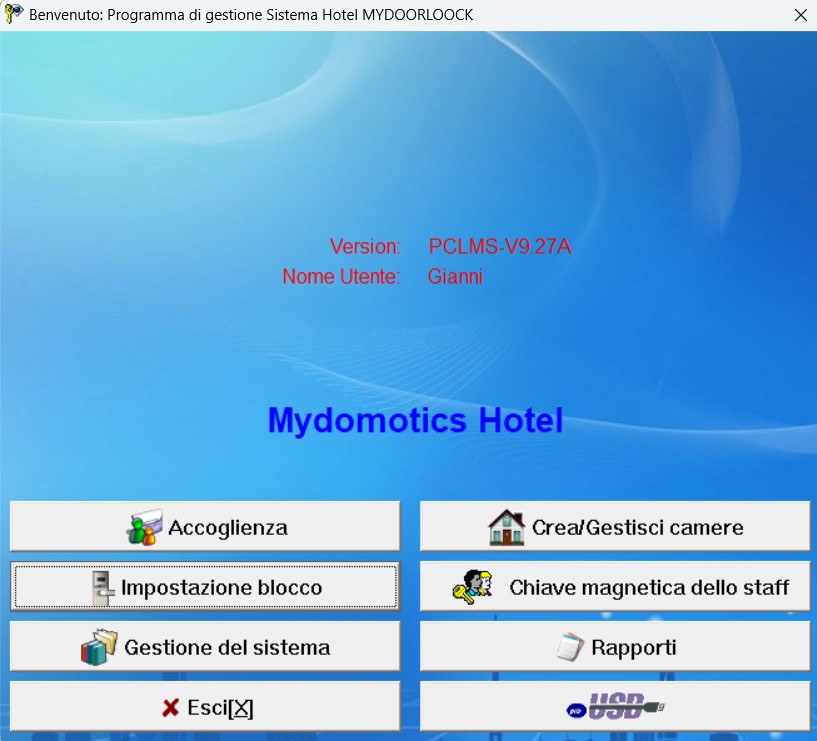 Benvenuto: Programma di gestione Sistema Hotel MYDOORLOOCK
Version: PCLMS-V9.27A
Nome Utente: Gianni
Mydomotics Hotel
Accoglienza
Crea/Gestisci camere
Impostazione blocco
Chiave magnetica dello staff
Gestione del sistema
Rapporti
Esci[X]
USB